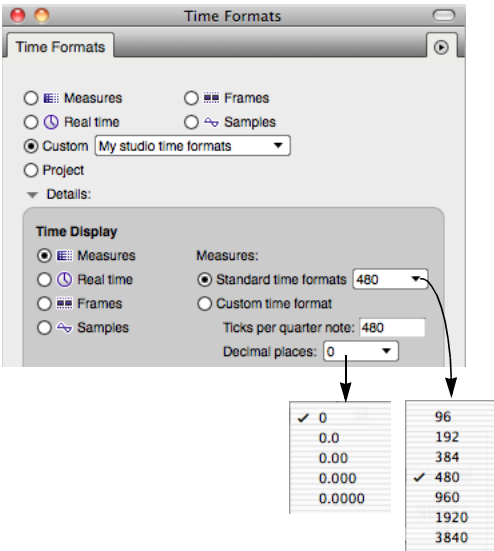 Time Formats
Time Formats
Measures Frames
Real time Samples
Custom My studio time formats
Project
Details:
Time Display
Measures Measures:
Real time Standard time formats 480
Frames Custom time format
Samples Ticks per quarter note: 480
Decimal places: 0
0
0.0
0.00
0.000
0.0000
96
192
384
480
960
1920
3840